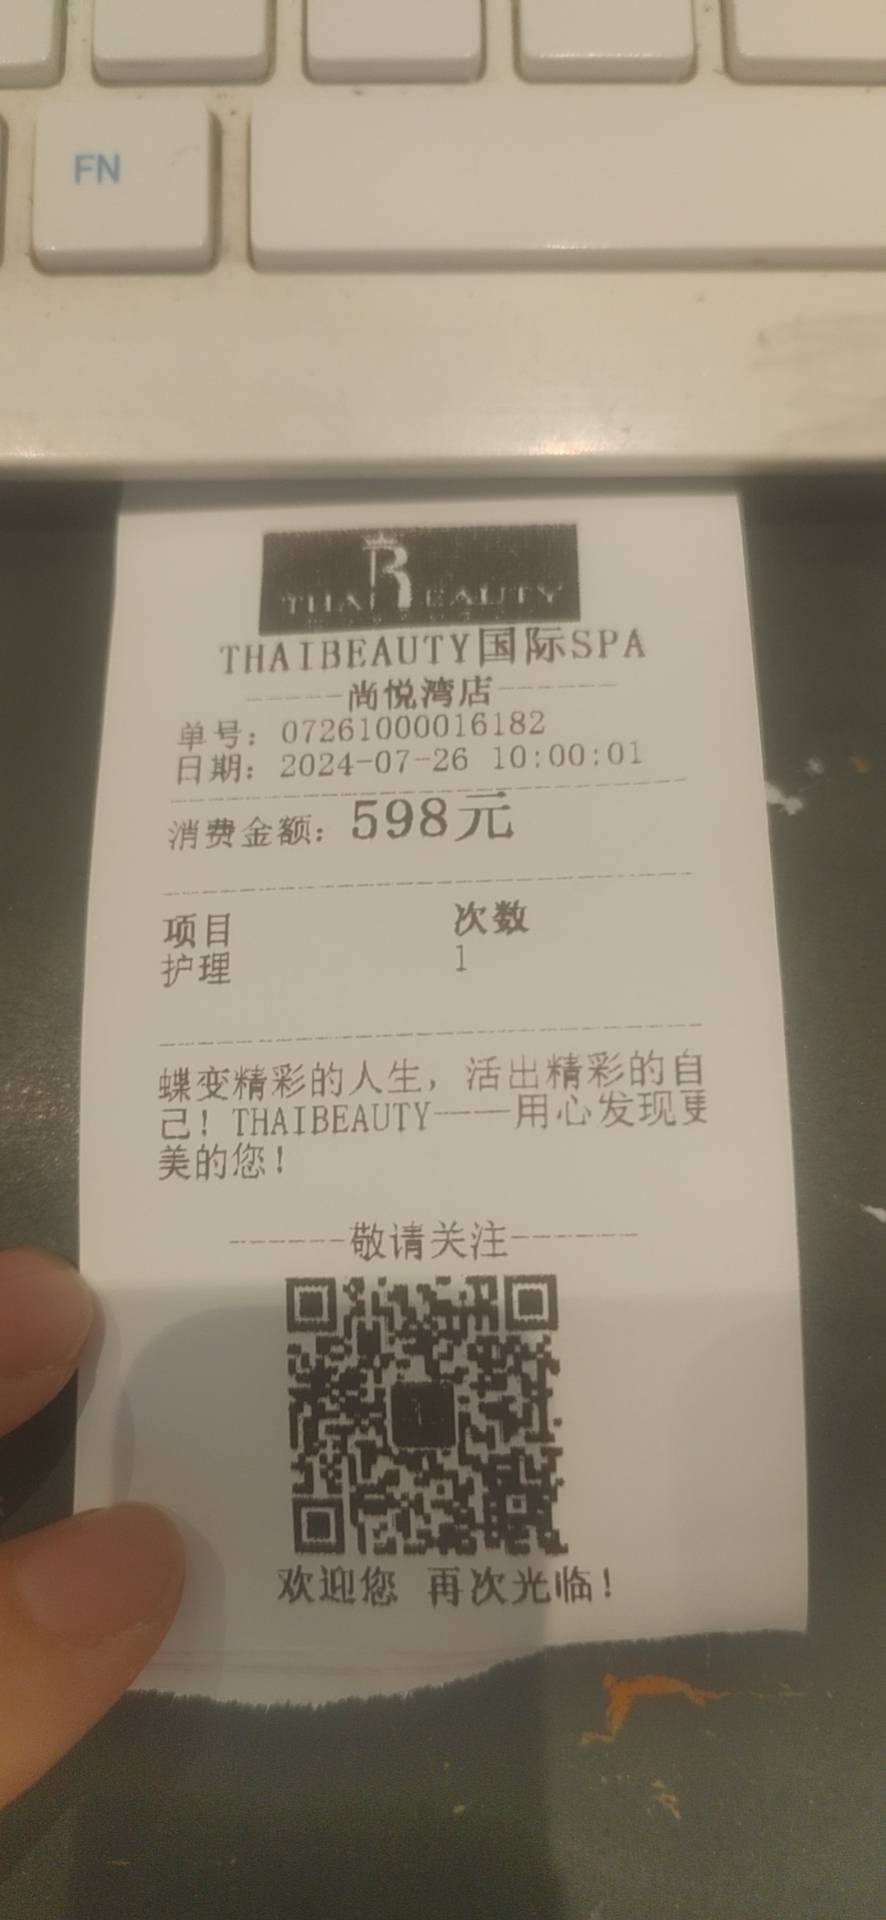 FN
THAI BEAUTY
THAIBEAUTY国际SPA
------尚悦湾店-------
单号: 07261000016182
日期: 2024-07-26 10:00:01
消费金额: 598元
项目 次数
护理 1
蝶变精彩的人生, 活出精彩的自
己! THAIBEAUTY——用心发现更
美的您!
-------敬请关注-------
欢迎您 再次光临!